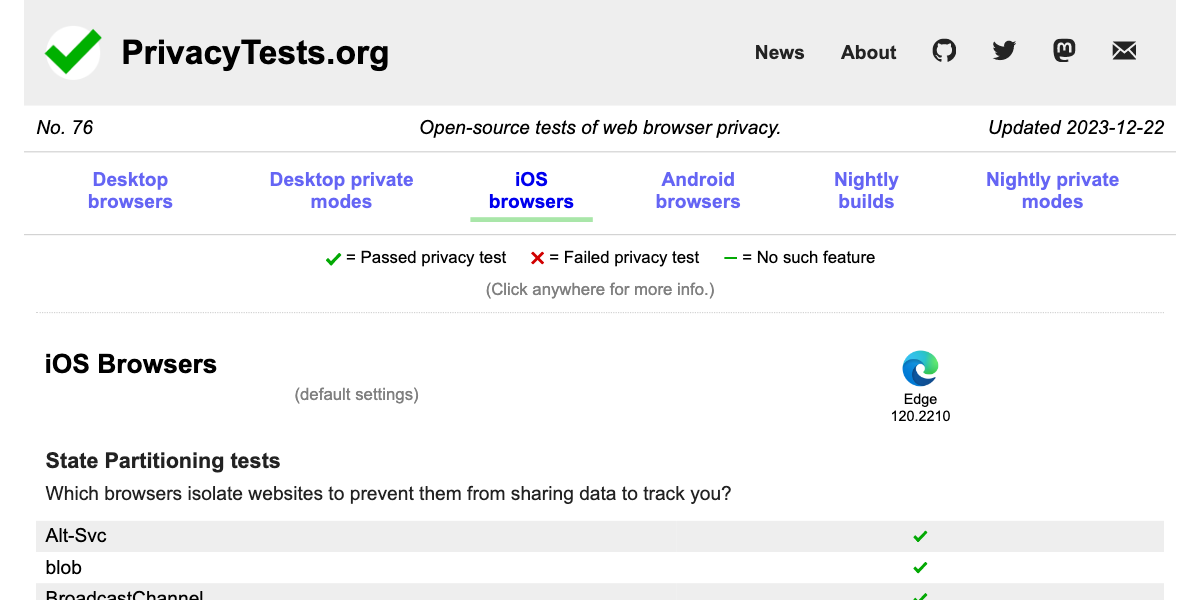 PrivacyTests.org
News About
No. 76 Open-source tests of web browser privacy. Updated 2023-12-22
Desktop browsers Desktop private modes iOS browsers Android browsers Nightly builds Nightly private modes
= Passed privacy test = Failed privacy test = No such feature
(Click anywhere for more info.)
iOS Browsers
(default settings)
Edge
120.2210
State Partitioning tests
Which browsers isolate websites to prevent them from sharing data to track you?
Alt-Svc
blob
BroadcastChannel